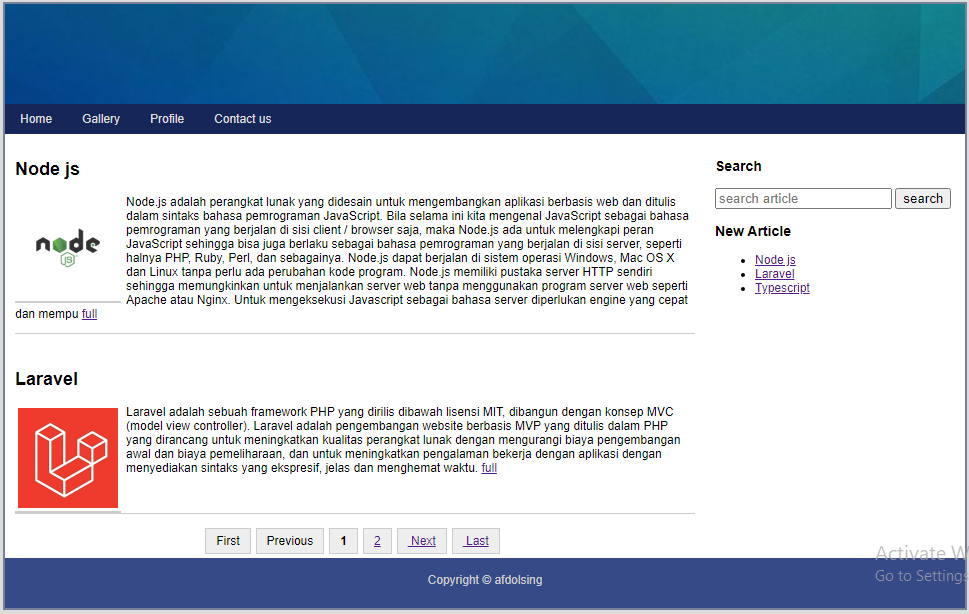 Home Gallery Profile Contact us
Node js
node
JS
Node.js adalah perangkat lunak yang didesain untuk mengembangkan aplikasi berbasis web dan ditulis
dalam sintaks bahasa pemrograman JavaScript. Bila selama ini kita mengenal JavaScript sebagai bahasa
pemrograman yang berjalan di sisi client / browser saja, maka Node.js ada untuk melengkapi peran
JavaScript sehingga bisa juga berlaku sebagai bahasa pemrograman yang berjalan di sisi server, seperti
halnya PHP, Ruby, Perl, dan sebagainya. Node.js dapat berjalan di sistem operasi Windows, Mac OS X
dan Linux tanpa perlu ada perubahan kode program. Node.js memiliki pustaka server HTTP sendiri
sehingga memungkinkan untuk menjalankan server web tanpa menggunakan program server web seperti
Apache atau Nginx. Untuk mengeksekusi Javascript sebagai bahasa server diperlukan engine yang cepat
dan mempu full
Laravel
Laravel adalah sebuah framework PHP yang dirilis dibawah lisensi MIT, dibangun dengan konsep MVC
(model view controller). Laravel adalah pengembangan website berbasis MVP yang ditulis dalam PHP
yang dirancang untuk meningkatkan kualitas perangkat lunak dengan mengurangi biaya pengembangan
awal dan biaya pemeliharaan, dan untuk meningkatkan pengalaman bekerja dengan aplikasi dengan
menyediakan sintaks yang ekspresif, jelas dan menghemat waktu. full
First Previous 1 2 Next Last
Search
search article search
New Article
Node js
Laravel
Typescript
Activate W
Go to Settings
Copyright © afdolsing